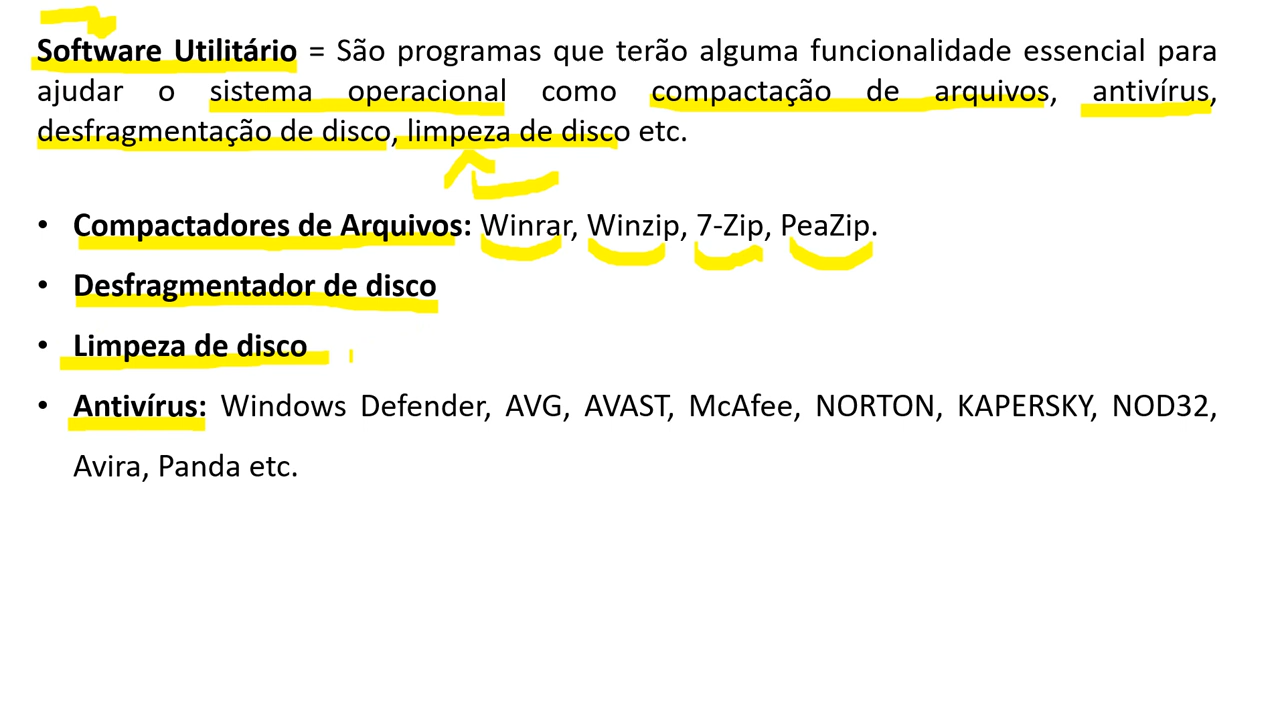 Software Utilitário = São programas que terão alguma funcionalidade essencial para
ajudar o sistema operacional como compactação de arquivos, antivírus,
desfragmentação de disco, limpeza de disco etc.
• Compactadores de Arquivos: Winrar, Winzip, 7-Zip, PeaZip.
• Desfragmentador de disco
• Limpeza de disco
• Antivírus: Windows Defender, AVG, AVAST, McAfee, NORTON, KAPERSKY, NOD32,
Avira, Panda etc.